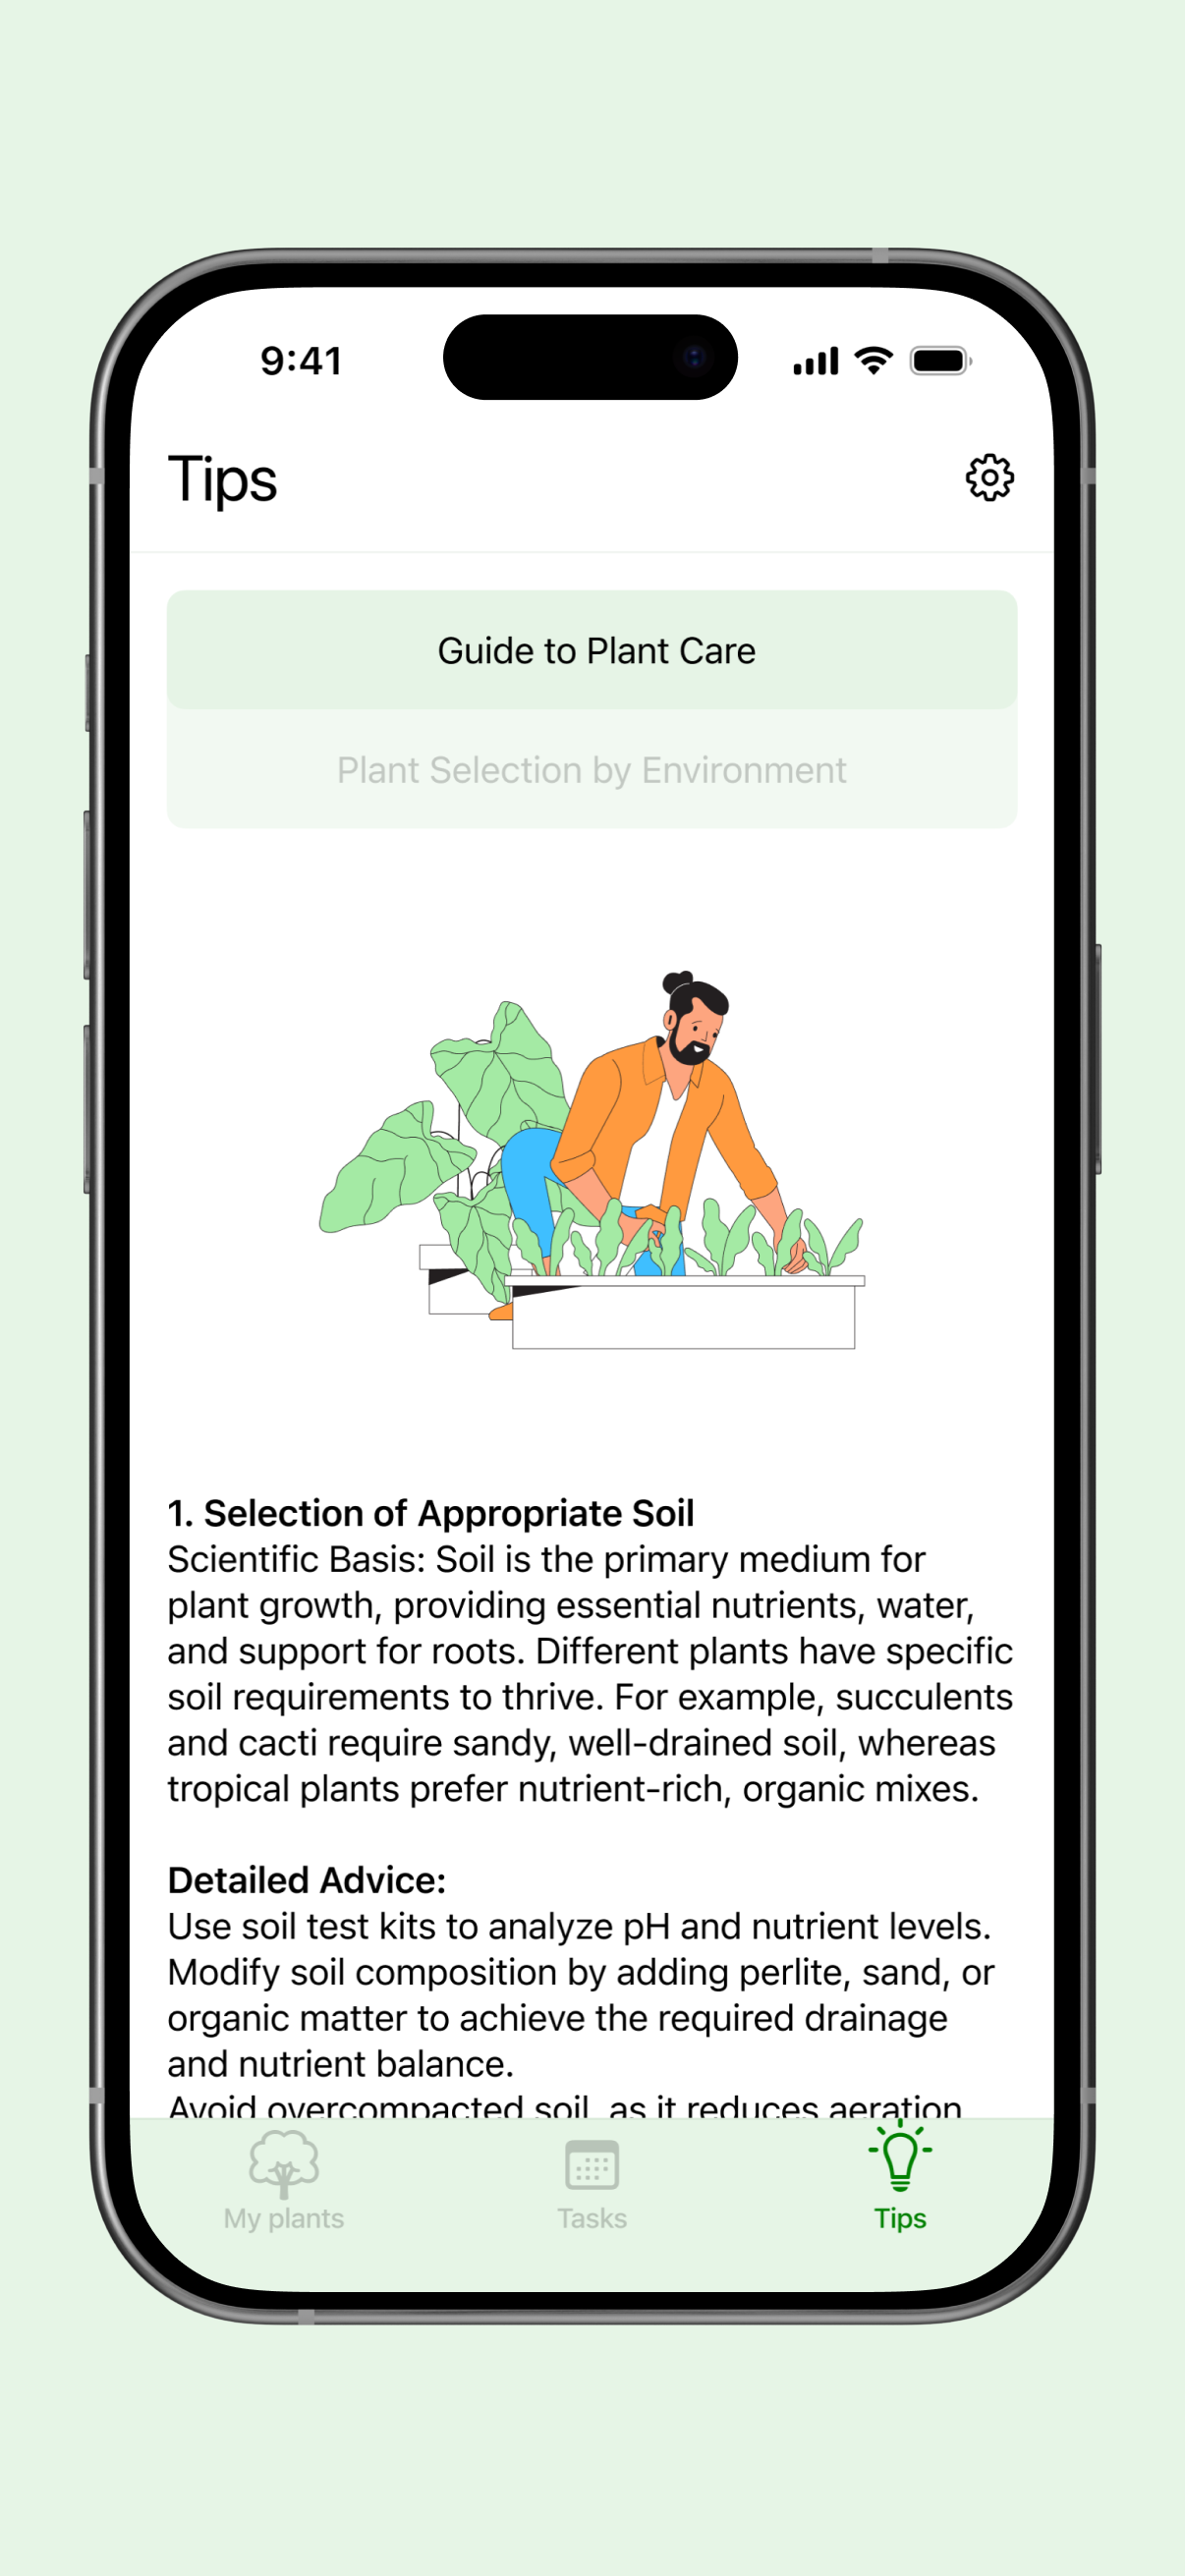 9:41
Tips
Guide to Plant Care
Plant Selection by Environment
1. Selection of Appropriate Soil
Scientific Basis: Soil is the primary medium for
plant growth, providing essential nutrients, water,
and support for roots. Different plants have specific
soil requirements to thrive. For example, succulents
and cacti require sandy, well-drained soil, whereas
tropical plants prefer nutrient-rich, organic mixes.
Detailed Advice:
Use soil test kits to analyze pH and nutrient levels.
Modify soil composition by adding perlite, sand, or
organic matter to achieve the required drainage
and nutrient balance.
Avoid overcompacted soil, as it reduces aeration
My plants
Tasks
Tips